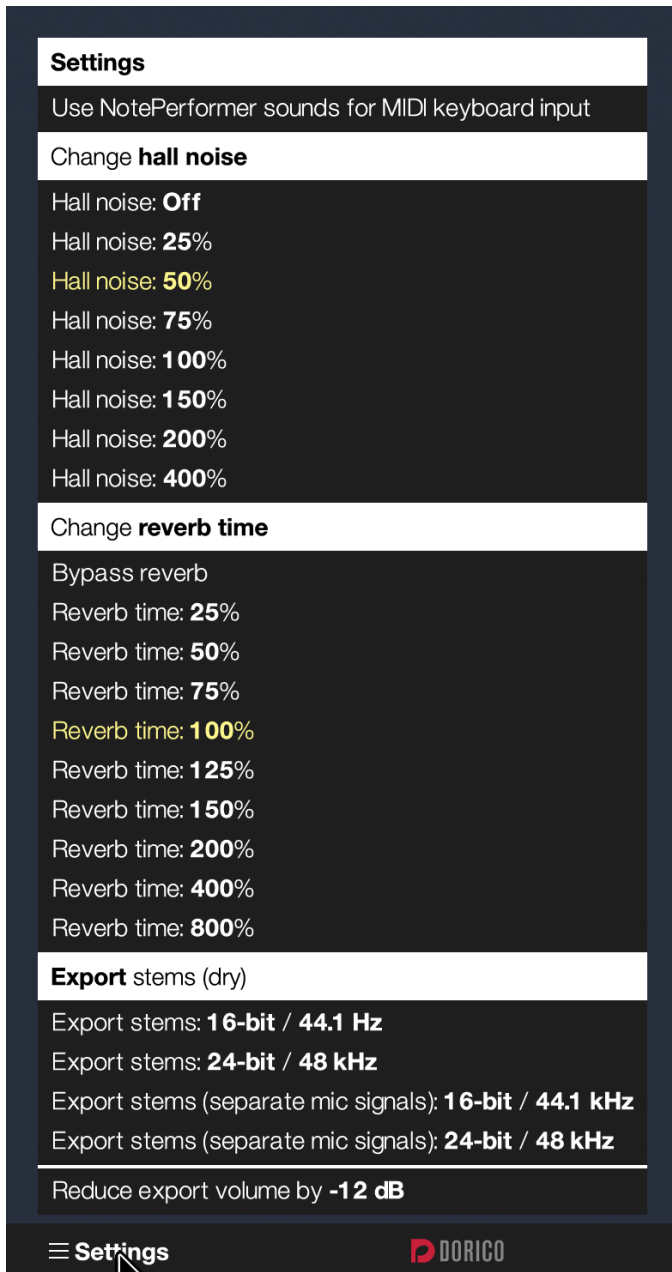 Settings
Use NotePerformer sounds for MIDI keyboard input
Change hall noise
Hall noise: Off
Hall noise: 25%
Hall noise: 50%
Hall noise: 75%
Hall noise: 100%
Hall noise: 150%
Hall noise: 200%
Hall noise: 400%
Change reverb time
Bypass reverb
Reverb time: 25%
Reverb time: 50%
Reverb time: 75%
Reverb time: 100%
Reverb time: 125%
Reverb time: 150%
Reverb time: 200%
Reverb time: 400%
Reverb time: 800%
Export stems (dry)
Export stems: 16-bit / 44.1 Hz
Export stems: 24-bit / 48 kHz
Export stems (separate mic signals): 16-bit / 44.1 kHz
Export stems (separate mic signals): 24-bit / 48 kHz
Reduce export volume by -12 dB
Settings DORICO